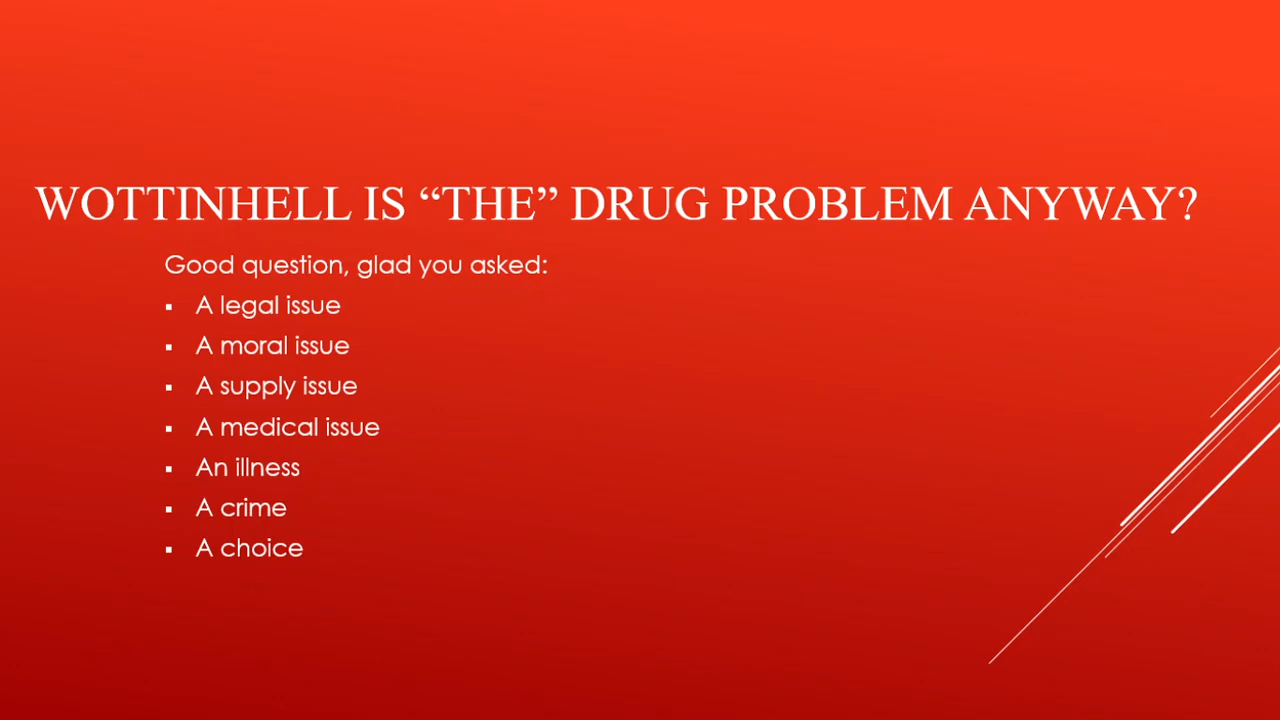 WOTTINHELL IS “THE” DRUG PROBLEM ANYWAY?
Good question, glad you asked:
▪ A legal issue
▪ A moral issue
▪ A supply issue
▪ A medical issue
▪ An illness
▪ A crime
▪ A choice